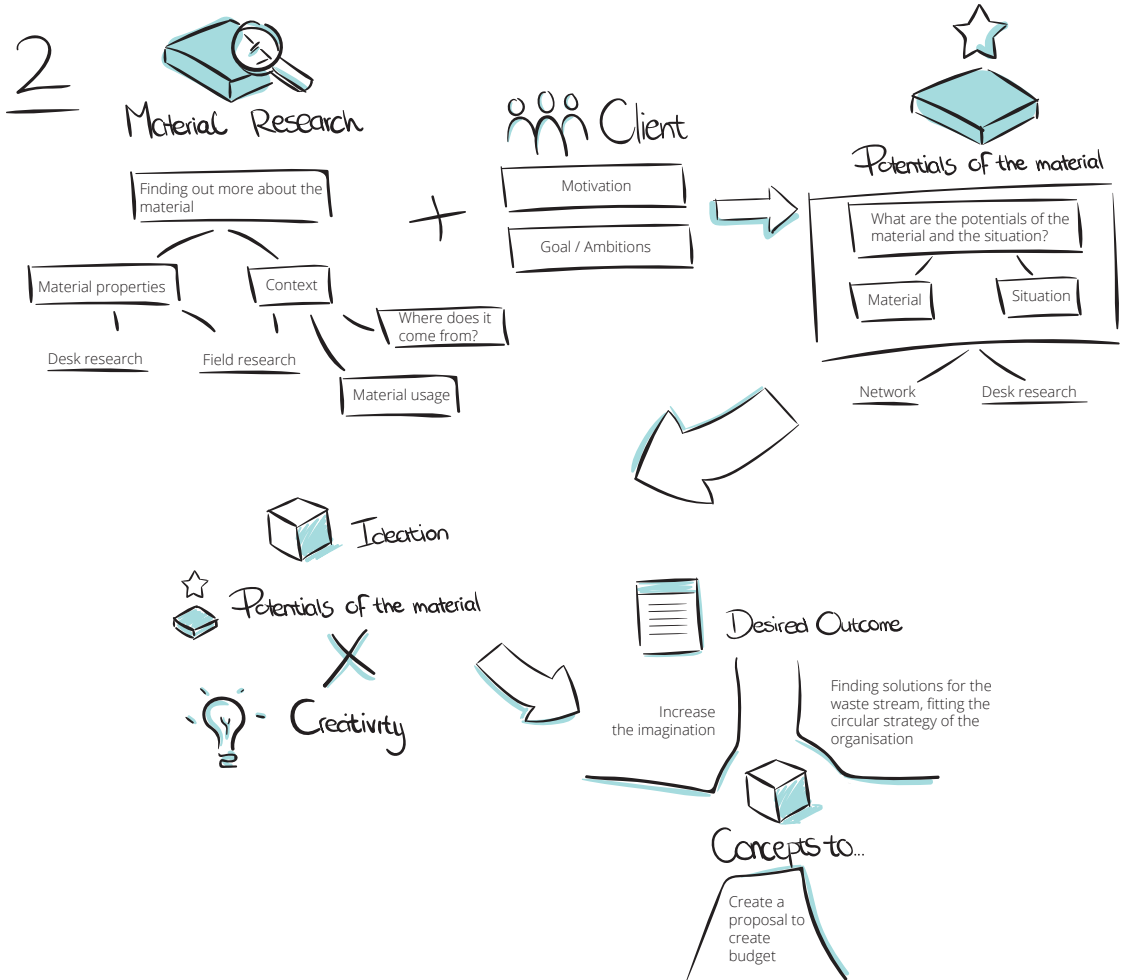 2
Material Research
Finding out more about the
material
Material properties
Context
Desk research
Field research
Where does it
come from?
Material usage
+
Client
Motivation
Goal / Ambitions
Potentials of the material
What are the potentials of the
material and the situation?
Material
Situation
Network
Desk research
Ideation
Potentials of the material
X
Creativity
Desired Outcome
Increase
the imagination
Finding solutions for the
waste stream, fitting the
circular strategy of the
organisation
Concepts to...
Create a
proposal to
create
budget